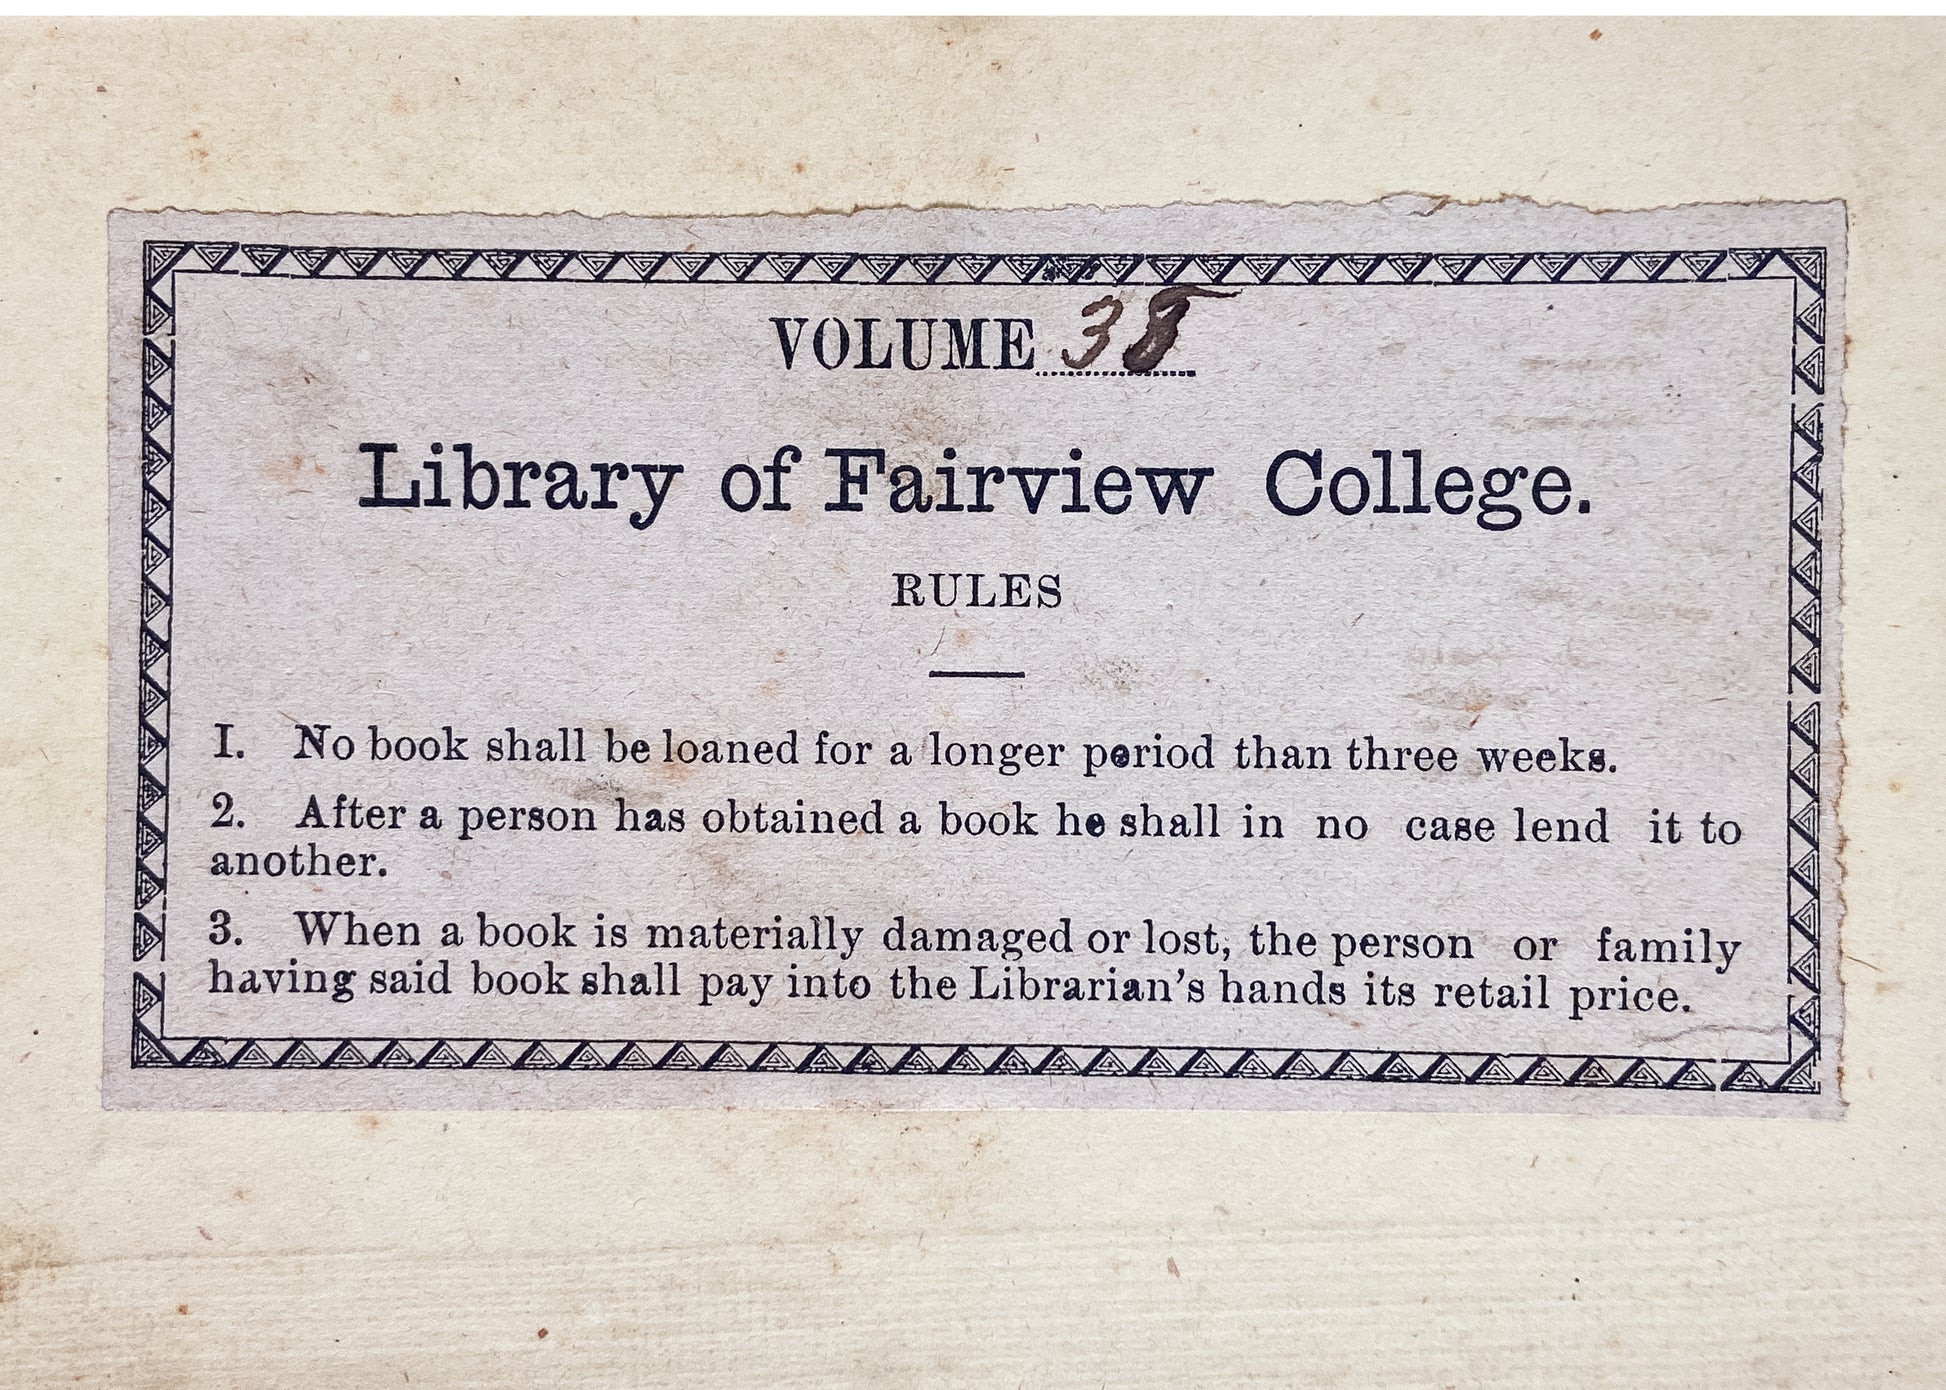 VOLUME 38
Library of Fairview College.
RULES
1. No book shall be loaned for a longer period than three weeks.
2. After a person has obtained a book he shall in no case lend it to
another.
3. When a book is materially damaged or lost, the person or family
having said book shall pay into the Librarian's hands its retail price.